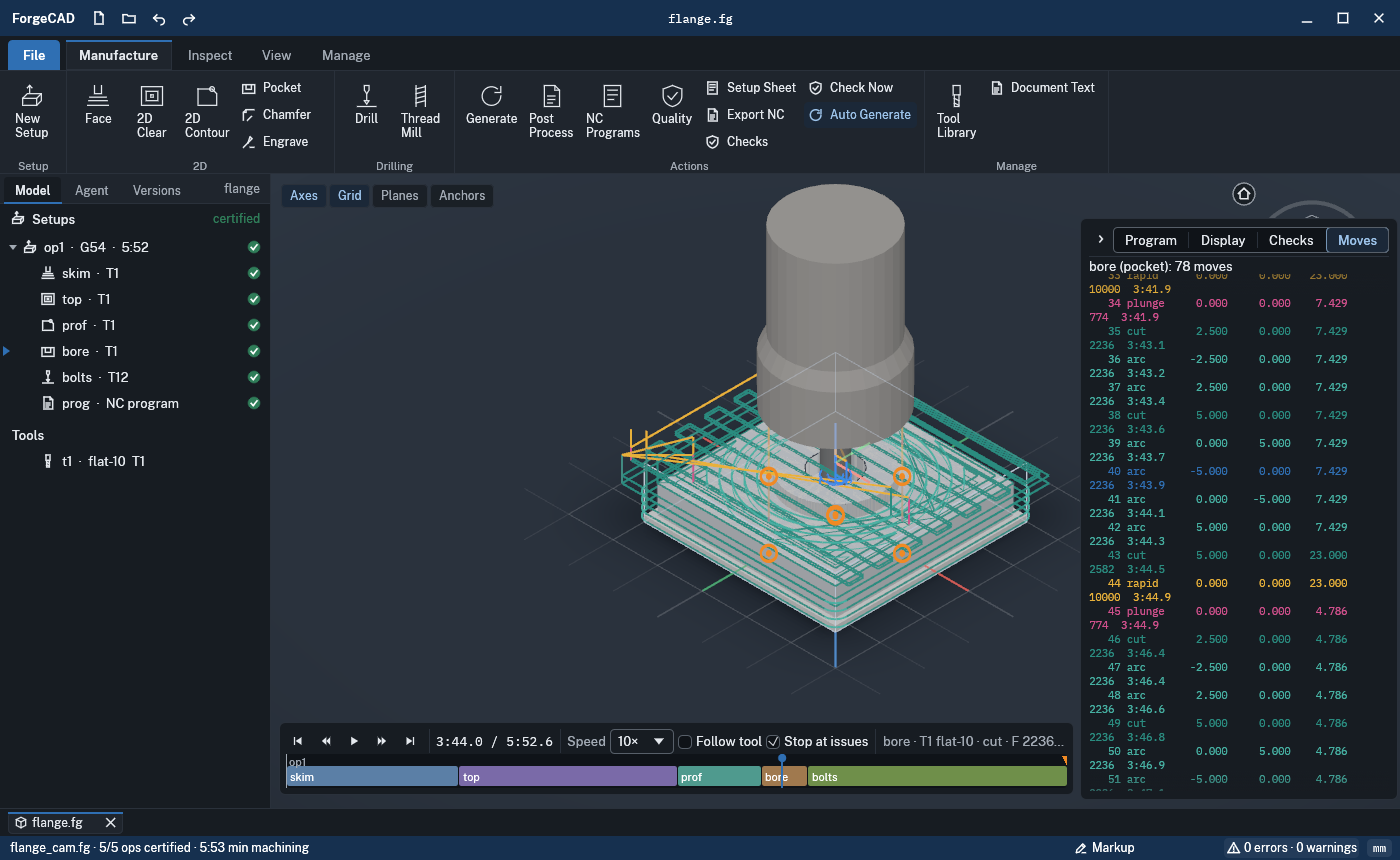 ForgeCAD
flange.fg
File
Manufacture
Inspect
View
Manage
New Setup
Face
2D Clear
2D Contour
Pocket
Chamfer
Engrave
Drill
Thread Mill
Generate
Post Process
NC Programs
Quality
Setup Sheet
Export NC
Checks
Check Now
Auto Generate
Tool Library
Document Text
Setup
2D
Drilling
Actions
Manage
Model
Agent
Versions
flange
Setups
certified
op1 · G54 · 5:52
skim · T1
top · T1
prof · T1
bore · T1
bolts · T12
prog · NC program
Tools
t1 · flat-10 T1
Axes
Grid
Planes
Anchors
Program
Display
Checks
Moves
bore (pocket): 78 moves
33 rapid 0.000 0.000 23.000
10000 3:41.9
34 plunge 0.000 0.000 7.429
774 3:41.9
35 cut 2.500 0.000 7.429
2236 3:43.1
36 arc -2.500 0.000 7.429
2236 3:43.2
37 arc 2.500 0.000 7.429
2236 3:43.4
38 cut 5.000 0.000 7.429
2236 3:43.6
39 arc 0.000 5.000 7.429
2236 3:43.7
40 arc -5.000 0.000 7.429
2236 3:43.9
41 arc 0.000 -5.000 7.429
2236 3:44.1
42 arc 5.000 0.000 7.429
2236 3:44.3
43 cut 5.000 0.000 23.000
2582 3:44.5
44 rapid 0.000 0.000 23.000
10000 3:44.9
45 plunge 0.000 0.000 4.786
774 3:44.9
46 cut 2.500 0.000 4.786
2236 3:46.4
47 arc -2.500 0.000 4.786
2236 3:46.4
48 arc 2.500 0.000 4.786
2236 3:46.6
49 cut 5.000 0.000 4.786
2236 3:46.8
50 arc 0.000 5.000 4.786
2236 3:46.9
51 arc -5.000 0.000 4.786
3:44.0 / 5:52.6
Speed
10×
Follow tool
Stop at issues
bore · T1 flat-10 · cut · F 2236...
op1
skim
top
prof
bore
bolts
flange.fg
flange_cam.fg · 5/5 ops certified · 5:53 min machining
Markup
0 errors · 0 warnings
mm